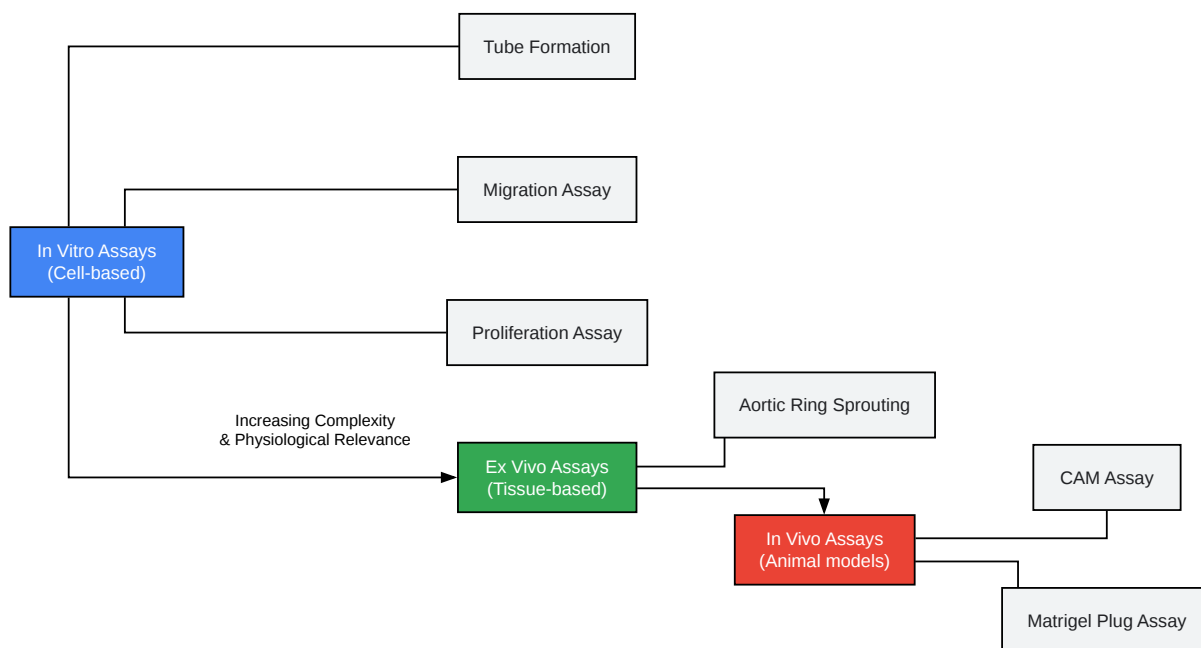 Tube Formation
Migration Assay
In Vitro Assays
(Cell-based)
Proliferation Assay
Increasing Complexity
& Physiological Relevance
Aortic Ring Sprouting
Ex Vivo Assays
(Tissue-based)
CAM Assay
In Vivo Assays
(Animal models)
Matrigel Plug Assay